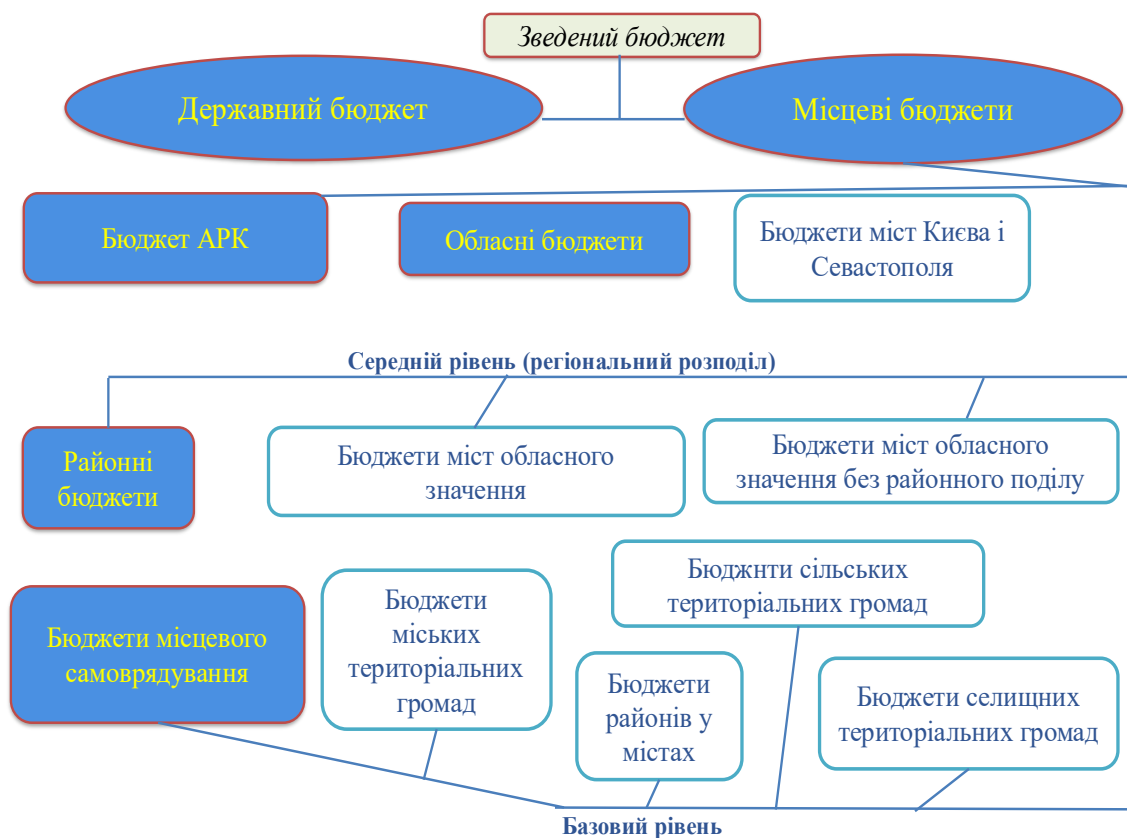 Зведений бюджет
Державний бюджет
Місцеві бюджети
Бюджет АРК
Обласні бюджети
Бюджети міст Києва і
Севастополя
Середній рівень (регіональний розподіл)
Районні
бюджети
Бюджети міст обласного
значення
Бюджети міст обласного
значення без районного поділу
Бюджети місцевого
самоврядування
Бюджети
міських
територіальних
громад
Бюджнти сільських
територіальних громад
Бюджети
районів у
містах
Бюджети селищних
територіальних громад
Базовий рівень